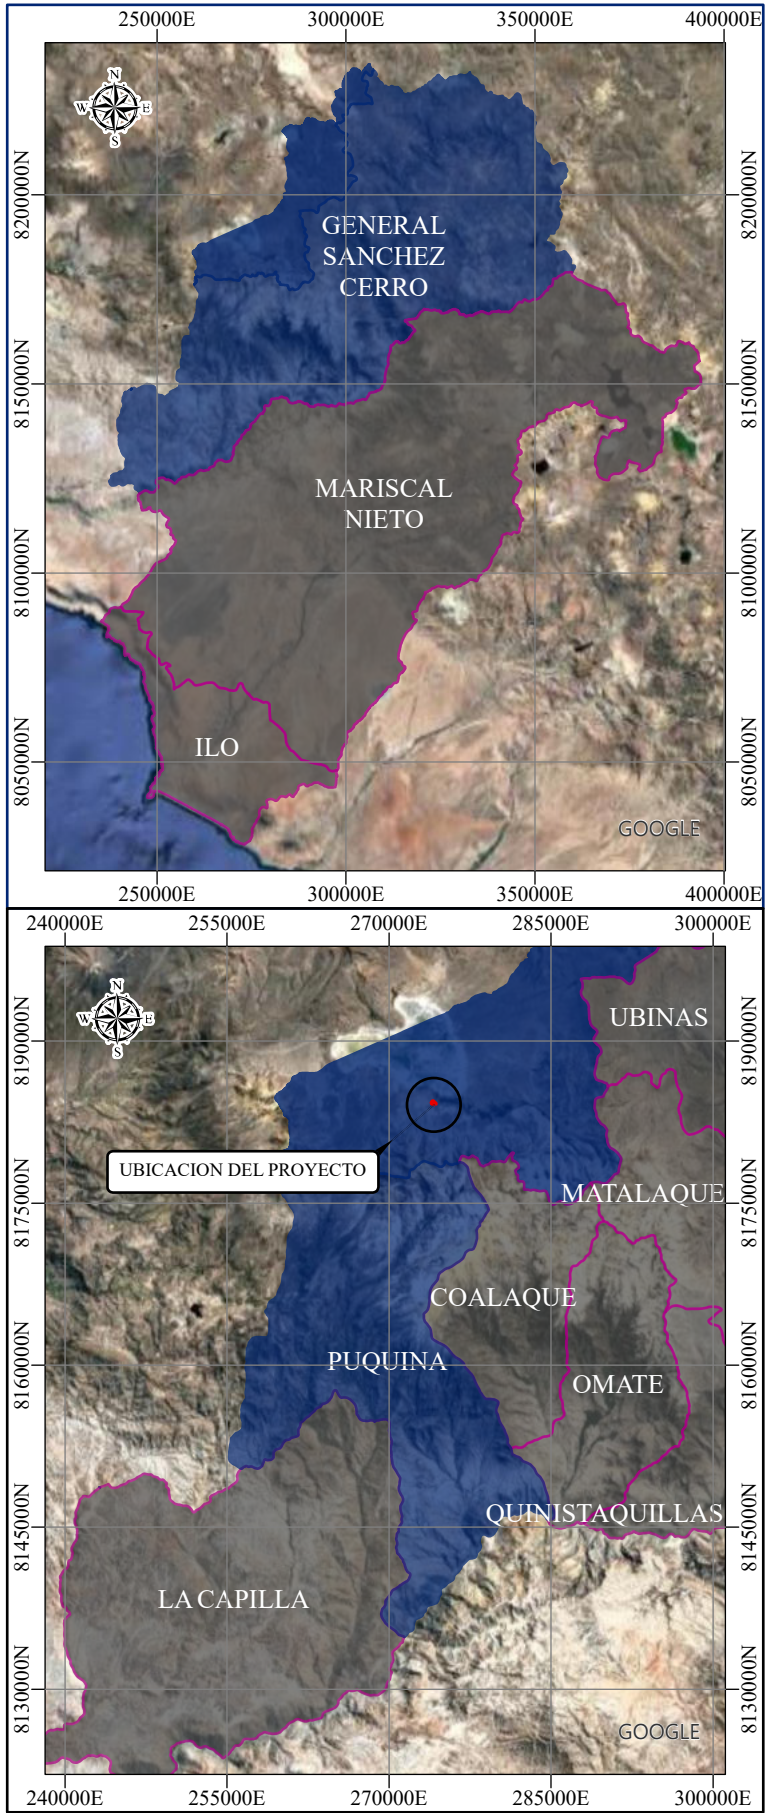 250000E 300000E 350000E 400000E
N
W E
S
8200000N 8200000N
GENERAL
SANCHEZ
CERRO
8150000N 8150000N
MARISCAL
NIETO
8100000N 8100000N
ILO
8050000N 8050000N
GOOGLE
250000E 300000E 350000E 400000E
240000E 255000E 270000E 285000E 300000E
N
W E
S
UBINAS
8190000N 8190000N
UBICACION DEL PROYECTO
MATALAQUE
8175000N 8175000N
COALAQUE
PUQUINA
8160000N 8160000N
OMATE
QUINISTAQUILLAS
8145000N 8145000N
LA CAPILLA
8130000N 8130000N
GOOGLE
240000E 255000E 270000E 285000E 300000E